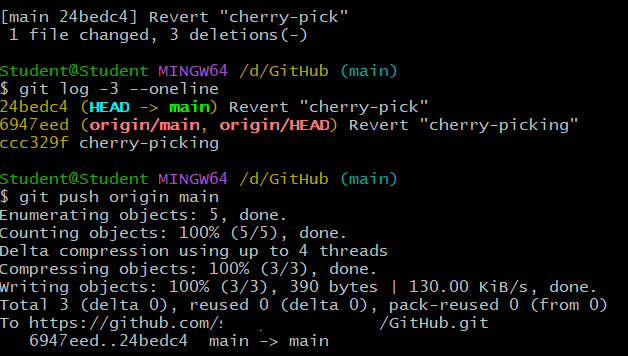 [main 24bedc4] Revert "cherry-pick"
 1 file changed, 3 deletions(-)
Student@Student MINGW64 /d/GitHub (main)
$ git log -3 --oneline
24bedc4 (HEAD -> main) Revert "cherry-pick"
6947eed (origin/main, origin/HEAD) Revert "cherry-picking"
ccc329f cherry-picking
Student@Student MINGW64 /d/GitHub (main)
$ git push origin main
Enumerating objects: 5, done.
Counting objects: 100% (5/5), done.
Delta compression using up to 4 threads
Compressing objects: 100% (3/3), done.
Writing objects: 100% (3/3), 390 bytes | 130.00 KiB/s, done.
Total 3 (delta 0), reused 0 (delta 0), pack-reused 0 (from 0)
To https://github.com/ /GitHub.git
   6947eed..24bedc4  main -> main